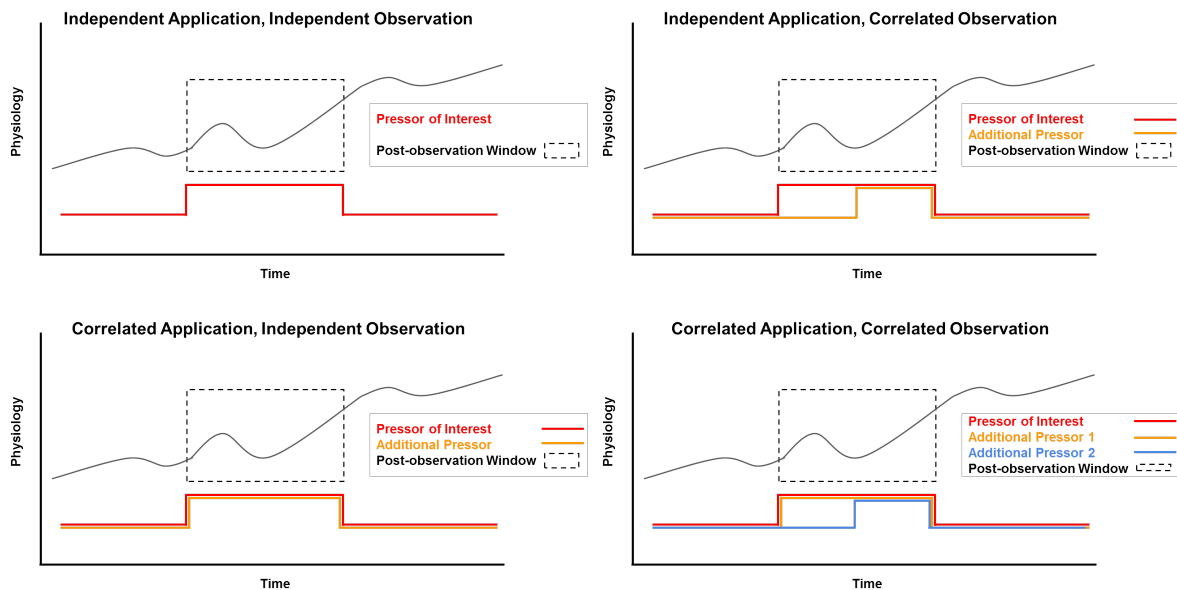 Independent Application, Independent Observation
Physiology
Pressor of Interest
Post-observation Window
Time
Independent Application, Correlated Observation
Physiology
Pressor of Interest
Additional Pressor
Post-observation Window
Time
Correlated Application, Independent Observation
Physiology
Pressor of Interest
Additional Pressor
Post-observation Window
Time
Correlated Application, Correlated Observation
Physiology
Pressor of Interest
Additional Pressor 1
Additional Pressor 2
Post-observation Window
Time